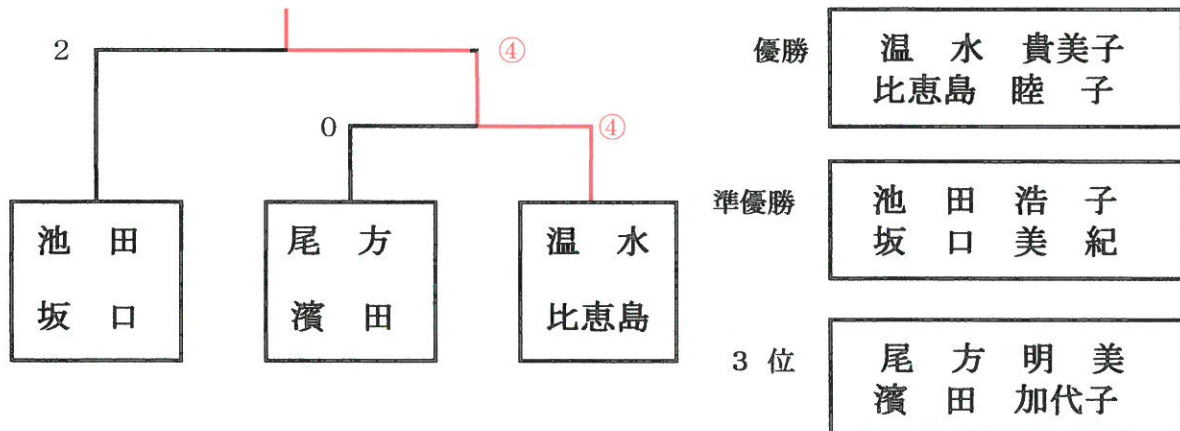 2
④
0
④
池 田
坂 口
尾 方
濱 田
温 水
比恵島
優勝
温 水 貴美子
比恵島 睦 子
準優勝
池 田 浩 子
坂 口 美 紀
3 位
尾 方 明 美
濱 田 加代子